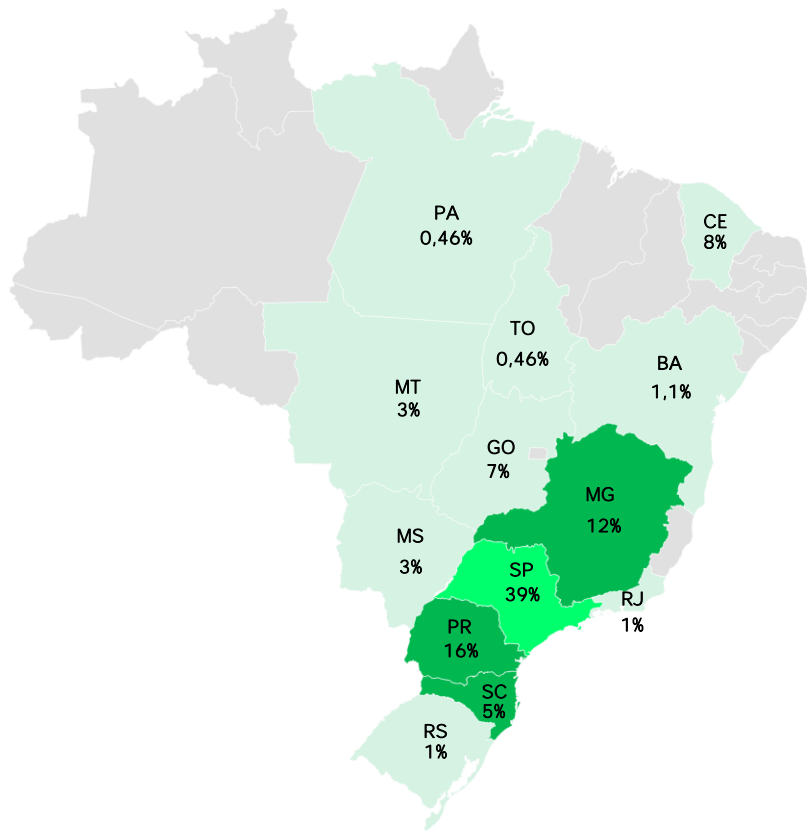 PA
0,46%
CE
8%
TO
0,46%
BA
1,1%
MT
3%
GO
7%
MG
12%
MS
3%
SP
39%
RJ
1%
PR
16%
SC
5%
RS
1%